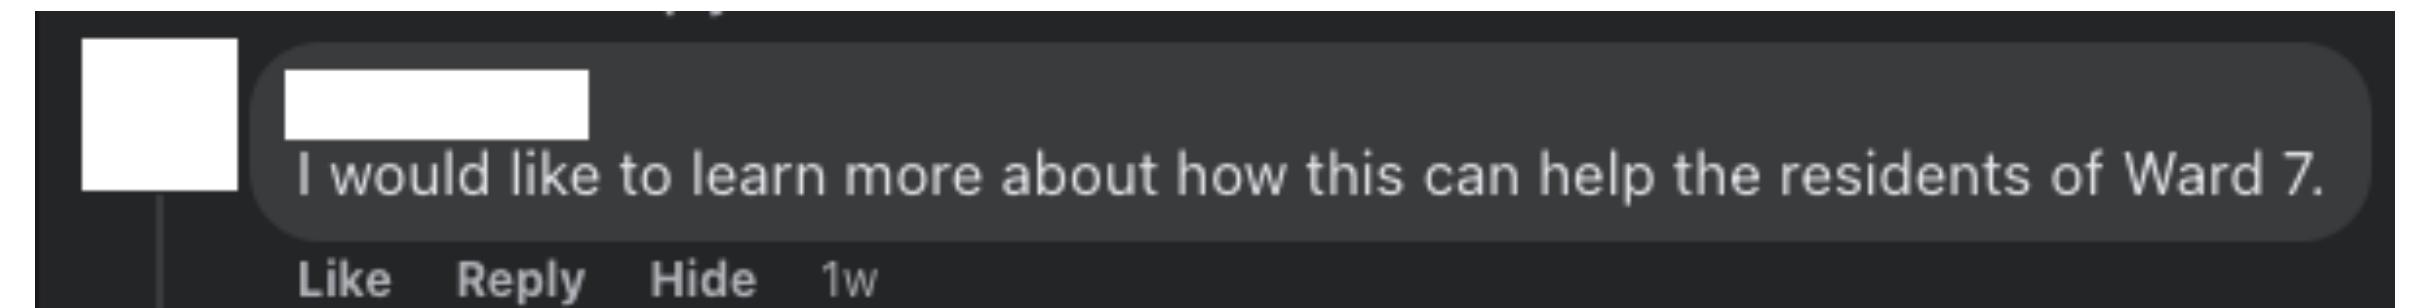 I would like to learn more about how this can help the residents of Ward 7.
Like Reply Hide 1w